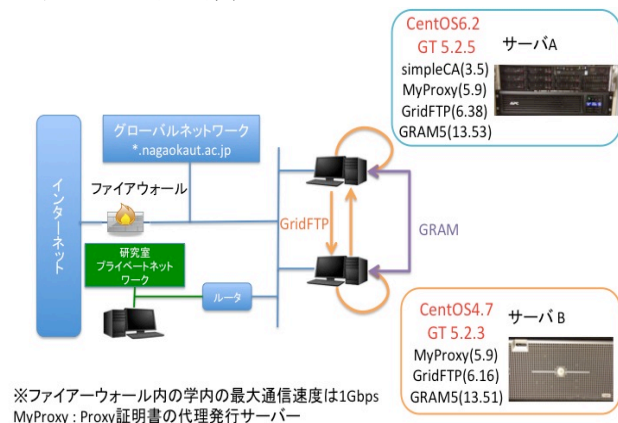 CentOS6.2
GT 5.2.5
サーバA
simpleCA(3.5)
MyProxy(5.9)
GridFTP(6.38)
GRAM5(13.53)
グローバルネットワーク
*.nagaokaut.ac.jp
インターネット
ファイアウォール
GridFTP
GRAM
研究室
プライベートネット
ワーク
ルータ
CentOS4.7
GT 5.2.3
サーバ B
MyProxy(5.9)
GridFTP(6.16)
GRAM5(13.51)
※ファイアーウォール内の学内の最大通信速度は1Gbps
MyProxy : Proxy証明書の代理発行サーバー